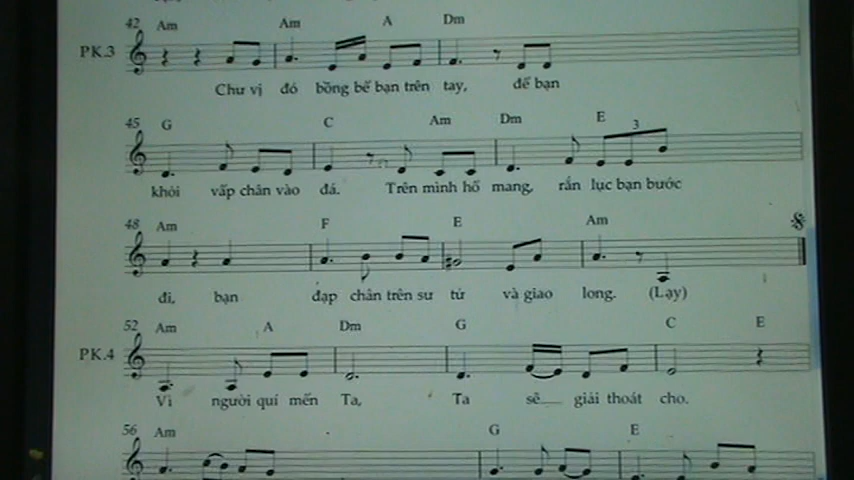 42 Am Am A Dm
PK.3
Chư vị đó bồng bế bạn trên tay, để bạn
45 G C Am Dm E 3
khỏi vấp chân vào đá. Trên mình hổ mang, rắn lục bạn bước
48 Am F E Am
đi, bạn đạp chân trên sư tử và giao long. (Lạy)
52 Am A Dm G C E
PK.4
Vì người quí mến Ta, Ta sẽ giải thoát cho.
56 Am G E